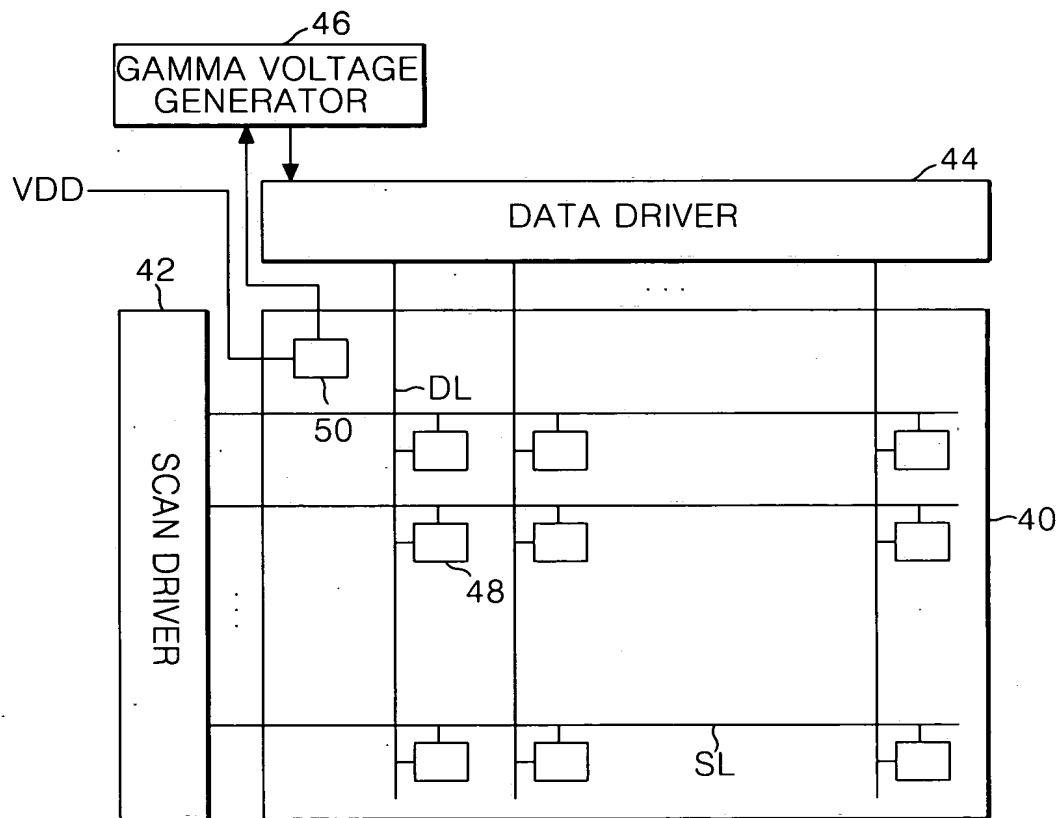 46
GAMMA VOLTAGE
GENERATOR
44
VDD
DATA DRIVER
42
. . .
DL
50
SCAN DRIVER
. . .
40
48
SL